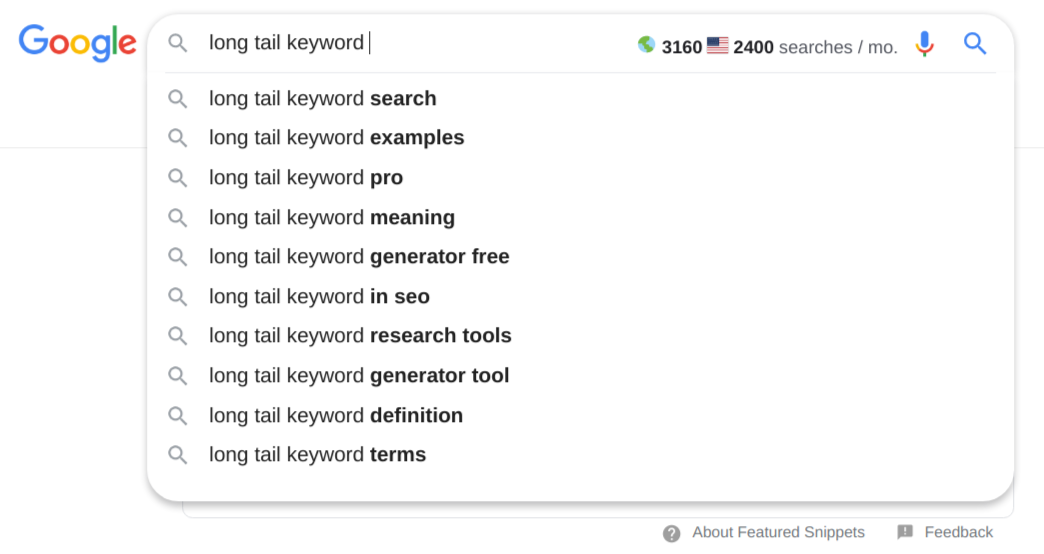 Google
long tail keyword 3160 2400 searches / mo.
long tail keyword search
long tail keyword examples
long tail keyword pro
long tail keyword meaning
long tail keyword generator free
long tail keyword in seo
long tail keyword research tools
long tail keyword generator tool
long tail keyword definition
long tail keyword terms
About Featured Snippets Feedback